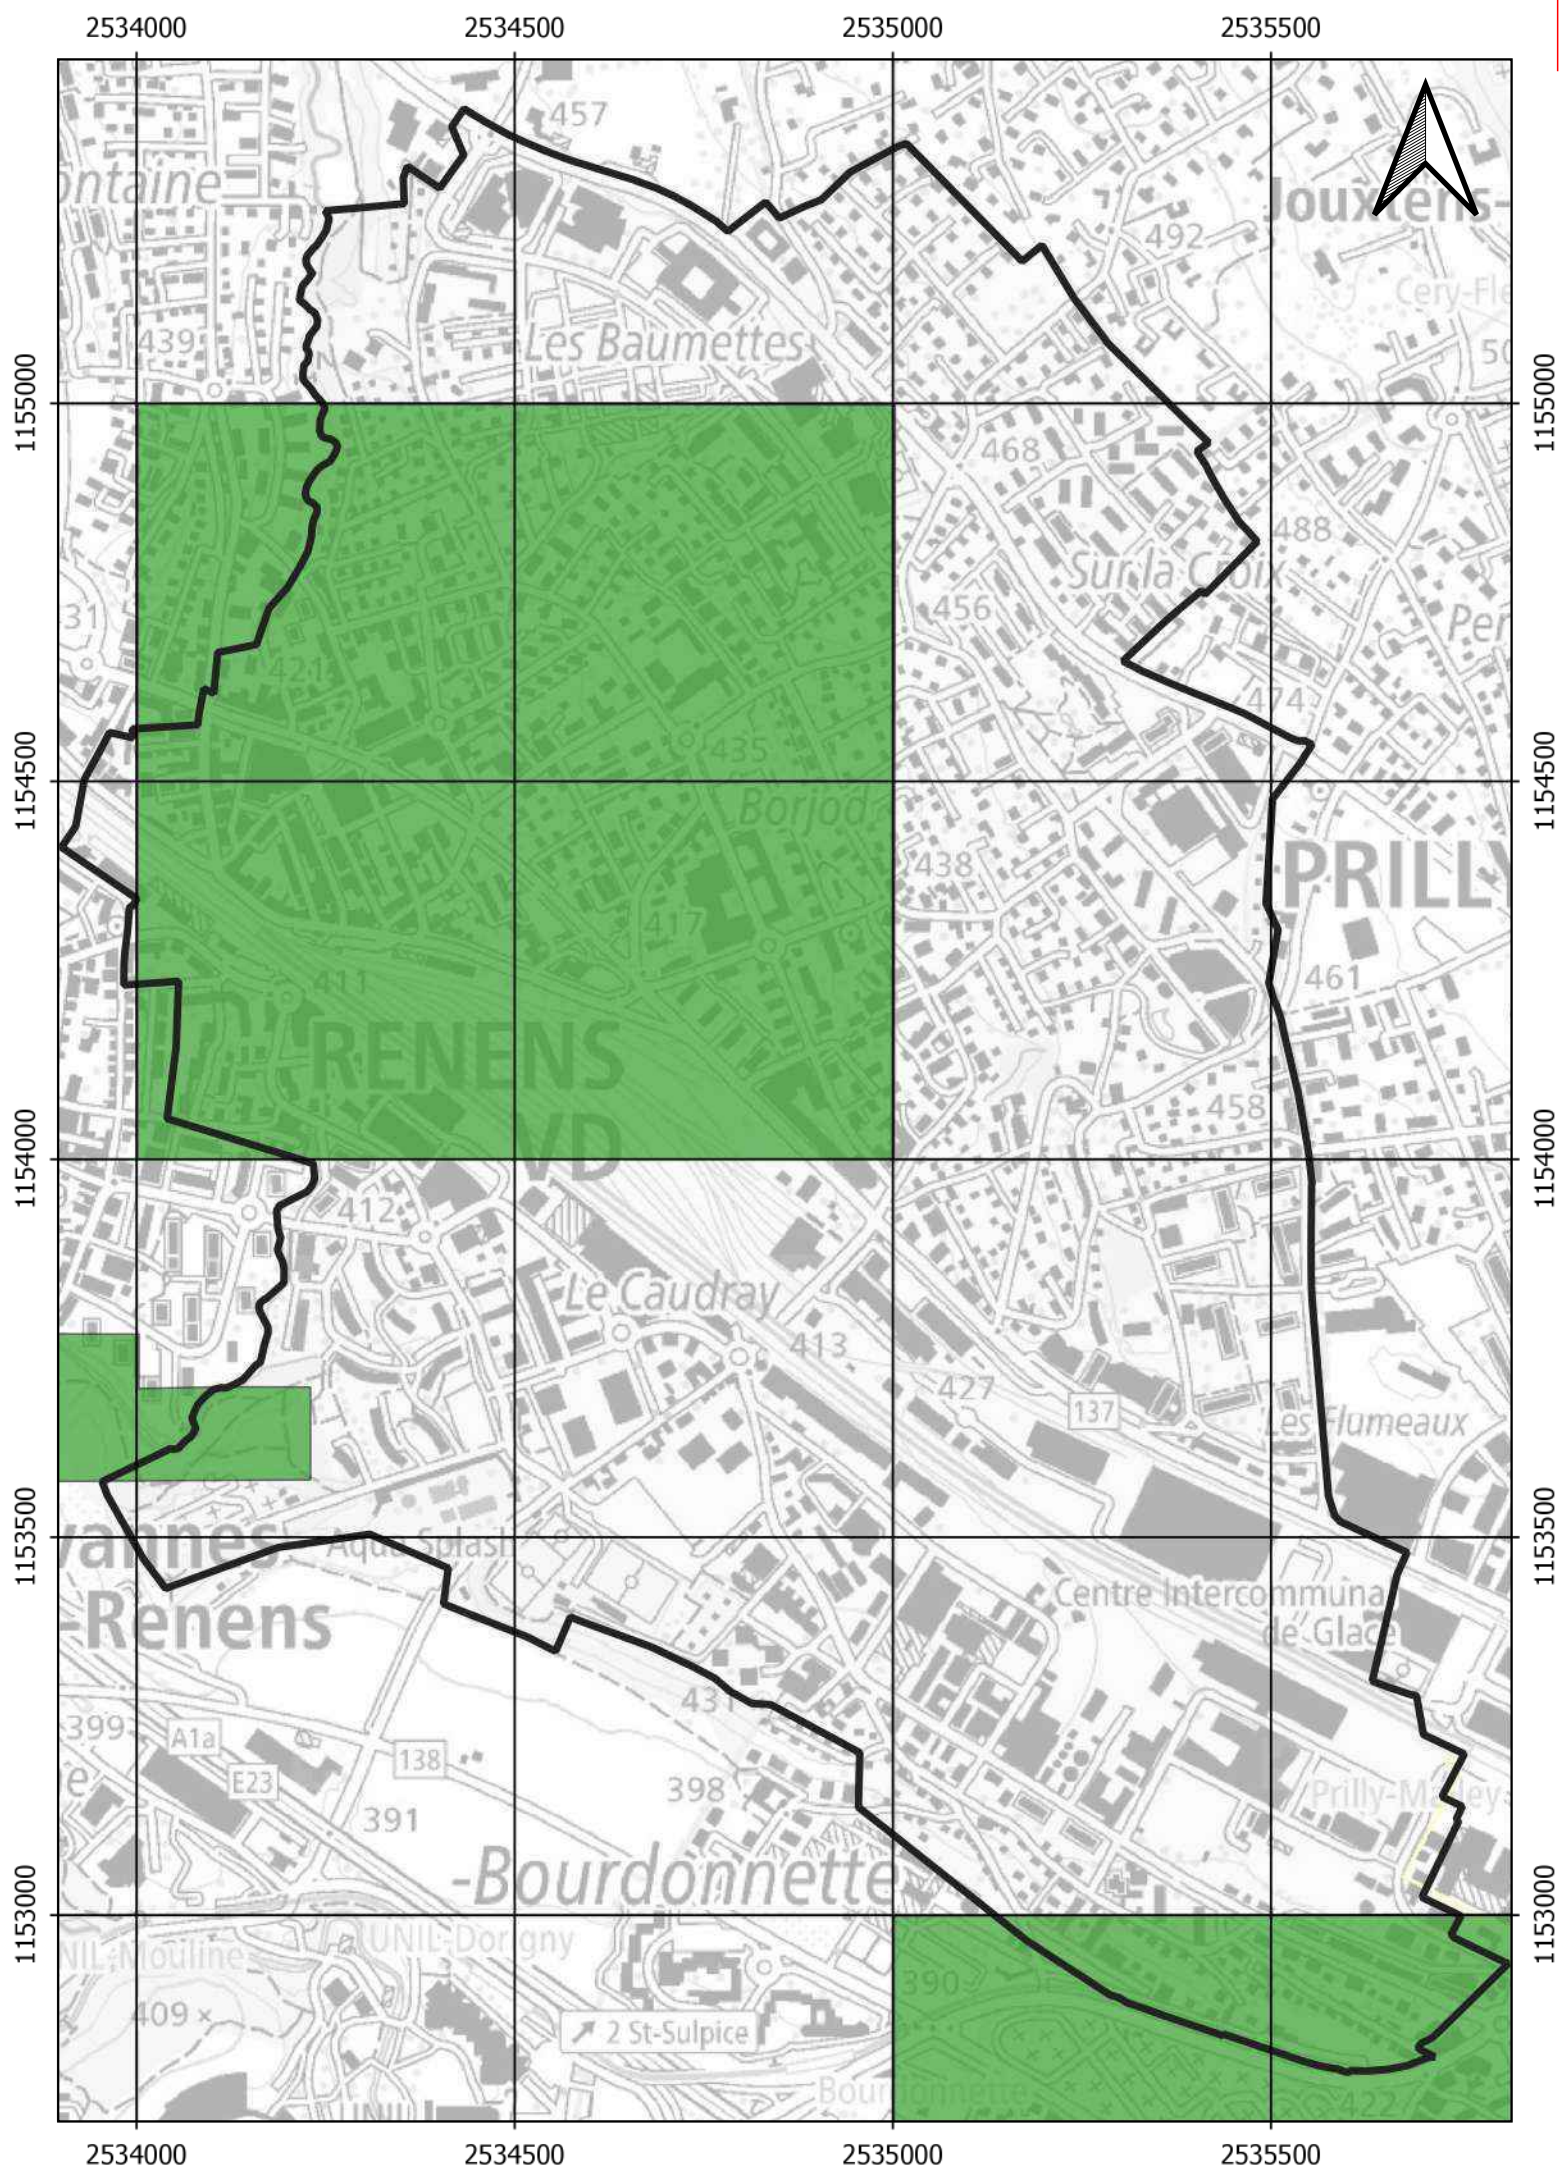 2534000 2534500 2535000 2535500
457
ontaine
Jouxtens-
492
Cery-Fle
439
Les Baumettes
50
1155000 1155000
468
488
Sur la Croix
31
456
Per
421
474
35
1154500 1154500
Borjod
438
PRILLY
417
461
411
RENENS
VD
458
1154000 1154000
412
Le Caudray
413
427
137
Les Flumeaux
1153500 1153500
vannes
Aqua Splash
-Renens
Centre Intercommuna
de Glace
431
399
A1a
138
E23
398
Prilly-Malley
e
391
-Bourdonnette
1153000 1153000
NIL-Mouline
UNIL-Dorigny
390
409
2 St-Sulpice
Bourdonnette
422
UNIL
2534000 2534500 2535000 2535500